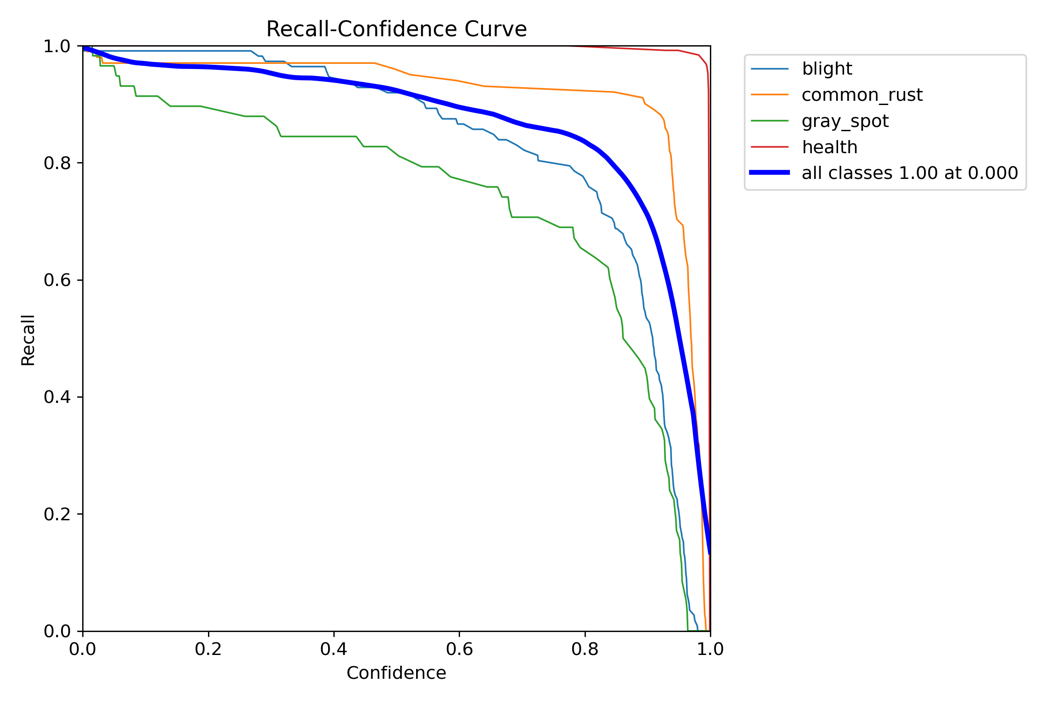 Recall-Confidence Curve
1.0
0.8
0.6
0.4
0.2
0.0
Recall
0.0 0.2 0.4 0.6 0.8 1.0
Confidence
blight
common_rust
gray_spot
health
all classes 1.00 at 0.000